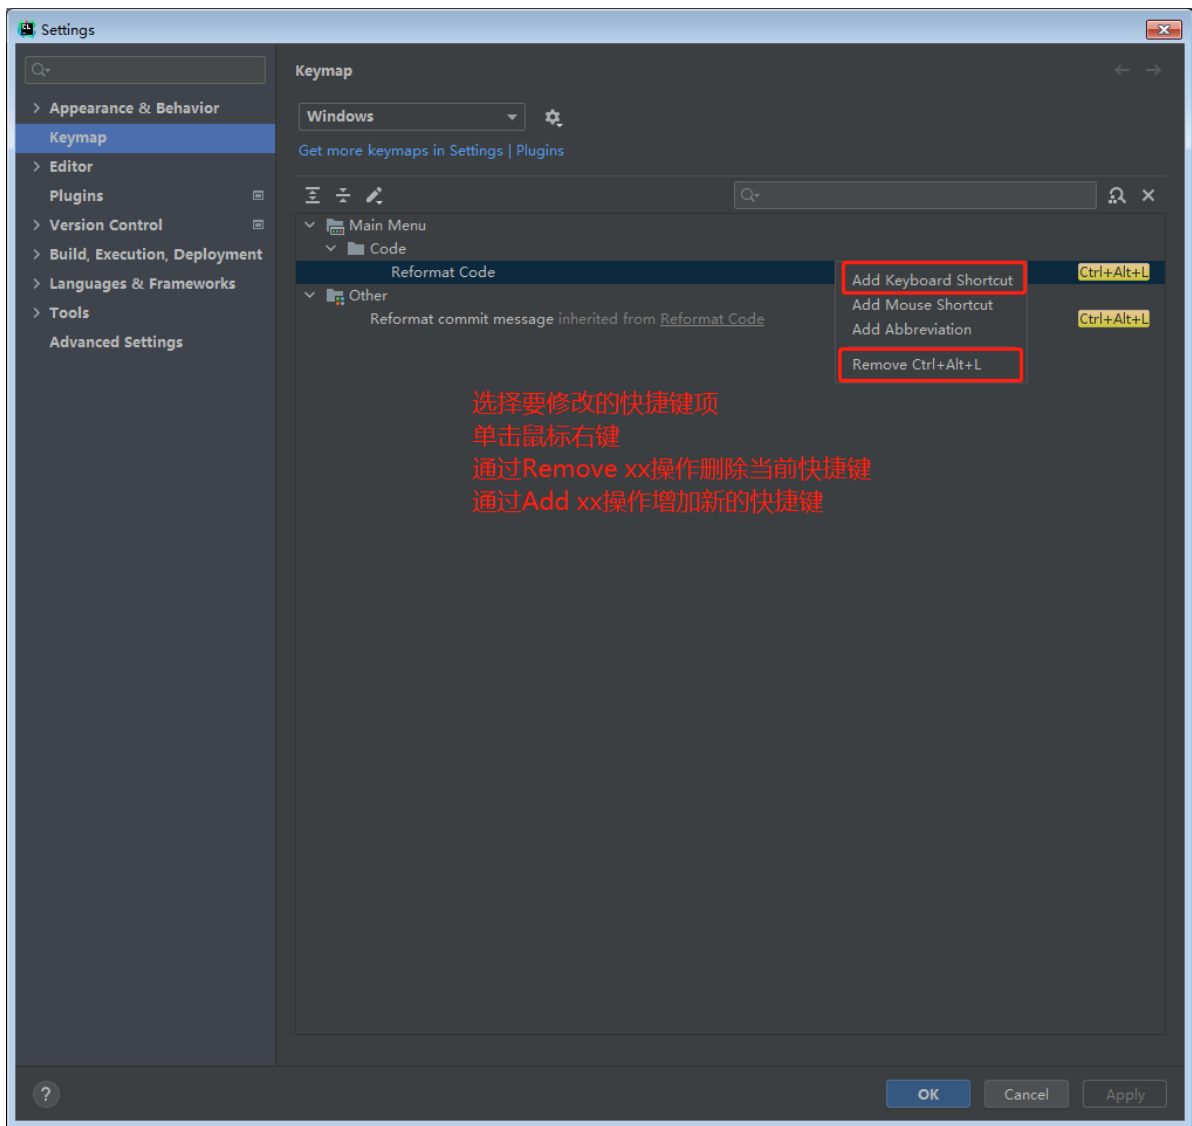 Settings
Keymap
Appearance & Behavior
Keymap
Editor
Plugins
Version Control
Build, Execution, Deployment
Languages & Frameworks
Tools
Advanced Settings
Windows
Get more keymaps in Settings | Plugins
Main Menu
Code
Reformat Code
Ctrl+Alt+L
Other
Reformat commit message inherited from Reformat Code
Ctrl+Alt+L
Add Keyboard Shortcut
Add Mouse Shortcut
Add Abbreviation
Remove Ctrl+Alt+L
选择要修改的快捷键项
单击鼠标右键
通过Remove xx操作删除当前快捷键
通过Add xx操作增加新的快捷键
?
OK
Cancel
Apply